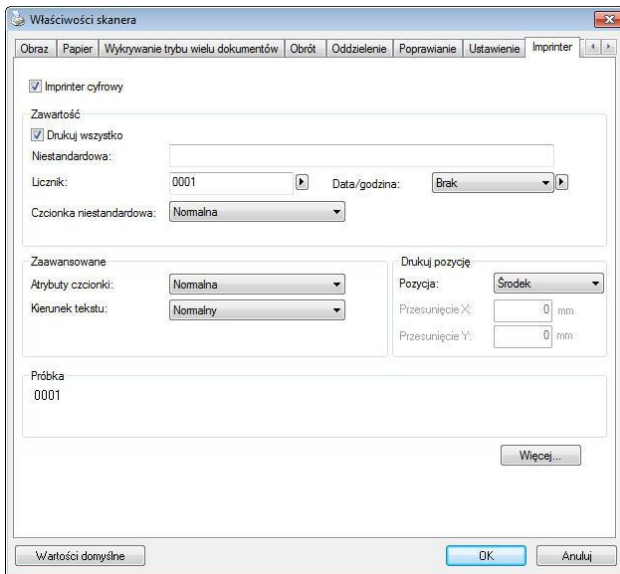 Właściwości skanera
Obraz Papier Wykrywanie trybu wielu dokumentów Obrót Oddzielenie Poprawianie Ustawienie Imprinter
Imprinter cyfrowy
Zawartość
Drukuj wszystko
Niestandardowa:
Licznik: 0001 Data/godzina: Brak
Czcionka niestandardowa: Normalna
Zaawansowane Drukuj pozycję
Atrybuty czcionki: Normalna Pozycja: Środek
Kierunek tekstu: Normalny Przesunięcie X: 0 mm
Przesunięcie Y: 0 mm
Próbka
0001
Więcej...
Wartości domyślne OK Anuluj